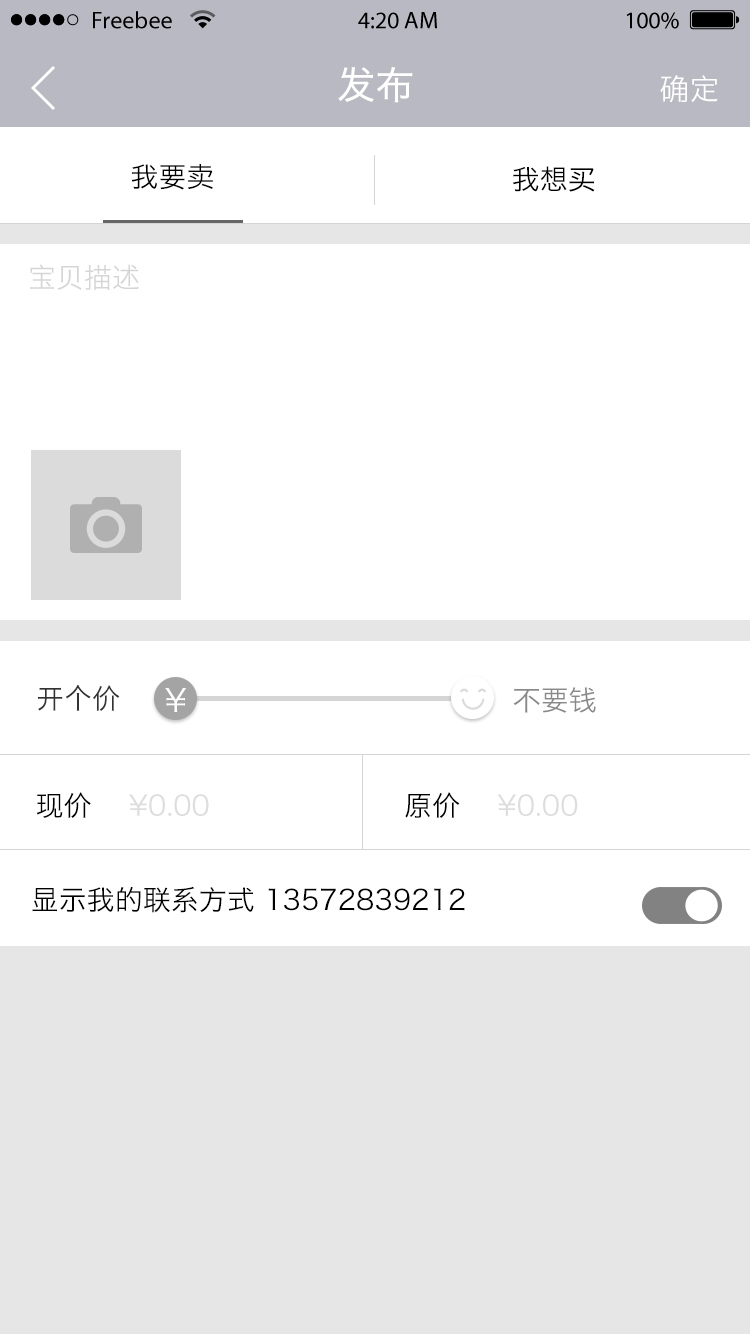 Freebee 4:20 AM 100%
发布 确定
我要卖 我想买
宝贝描述
开个价 ¥ 不要钱
现价 ¥0.00 原价 ¥0.00
显示我的联系方式 13572839212